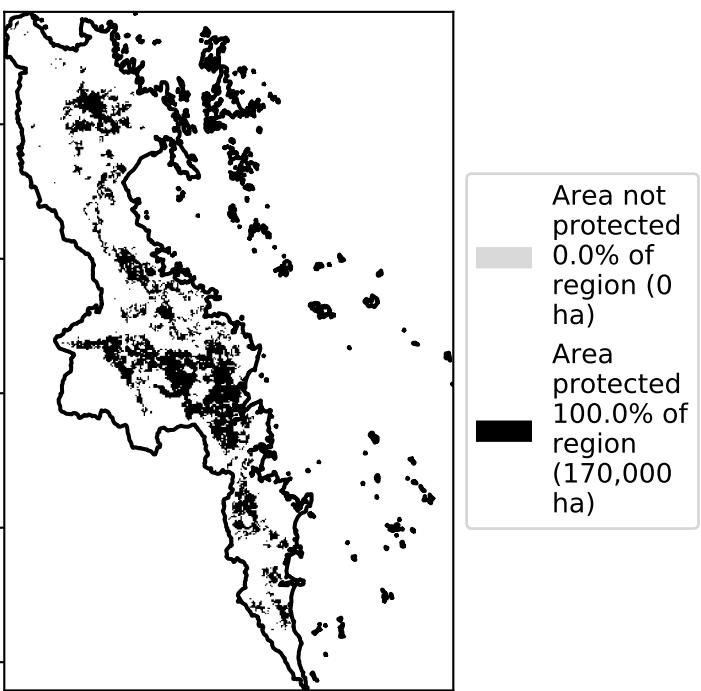 Area not
protected
0.0% of
region (0
ha)
Area
protected
100.0% of
region
(170,000
ha)